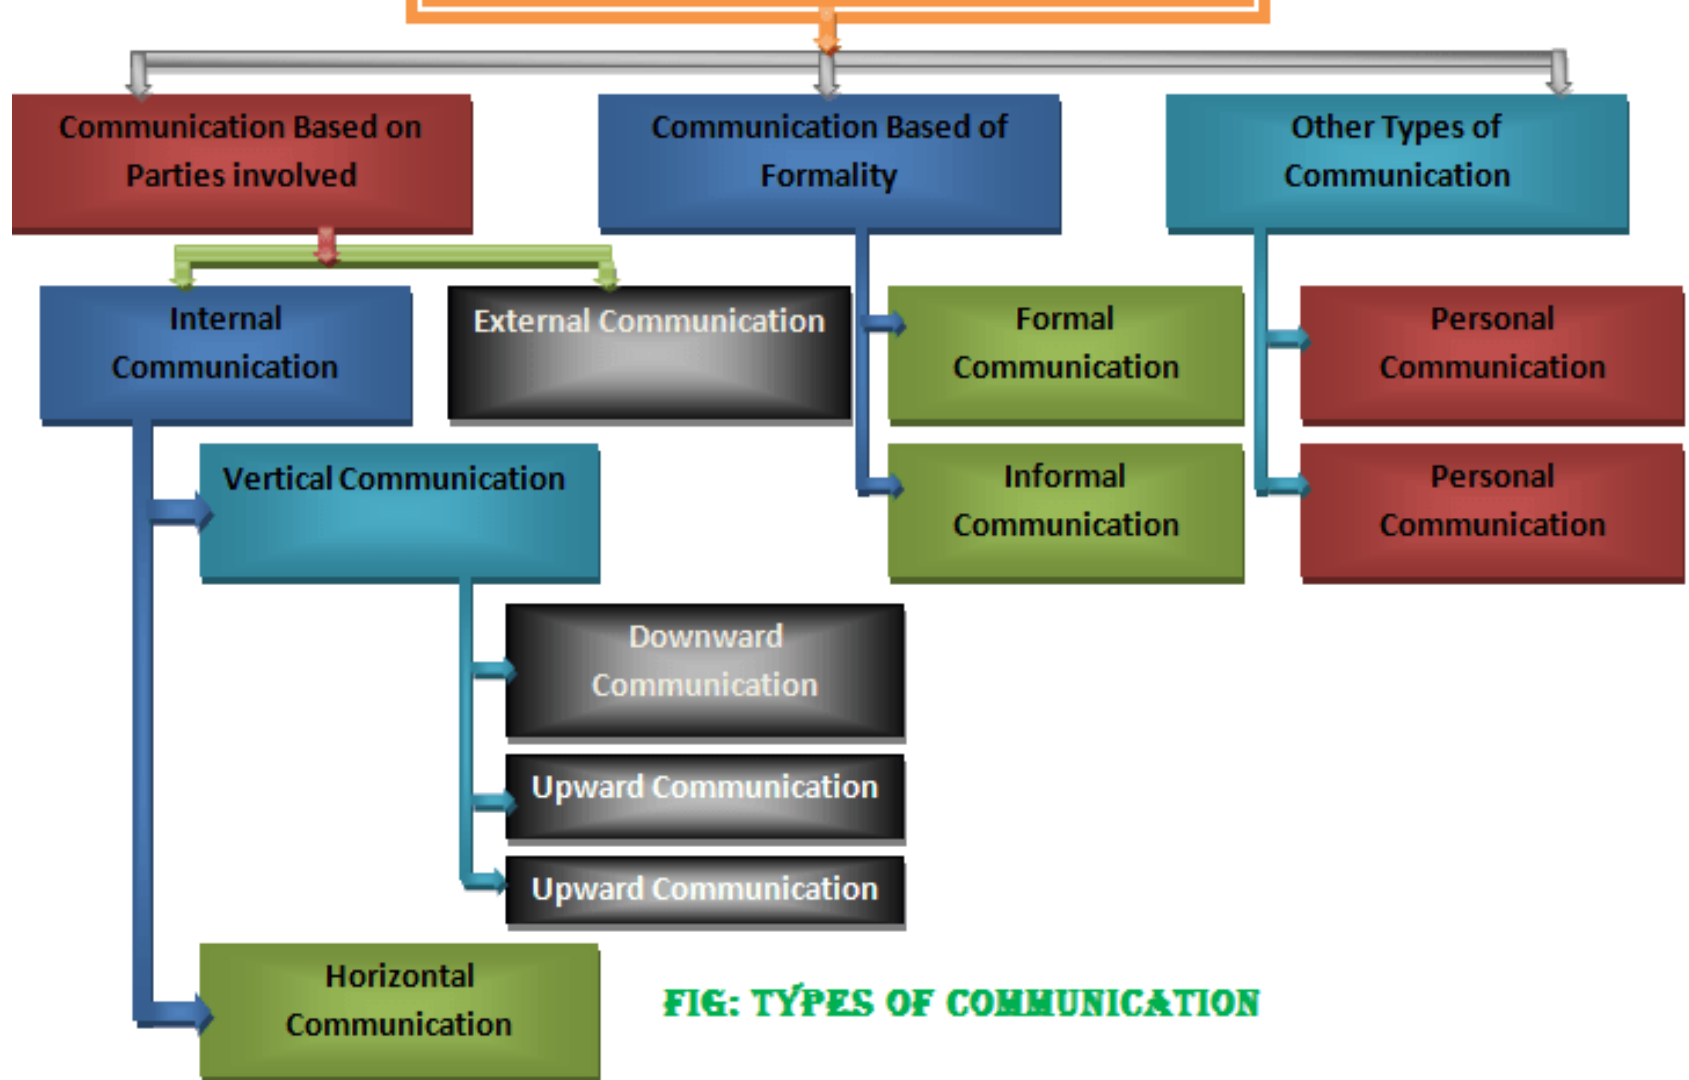 Communication Based on
Parties involved
Communication Based of
Formality
Other Types of
Communication
Internal
Communication
External Communication
Formal
Communication
Personal
Communication
Vertical Communication
Informal
Communication
Personal
Communication
Downward
Communication
Upward Communication
Upward Communication
Horizontal
Communication
FIG: TYPES OF COMMUNICATION